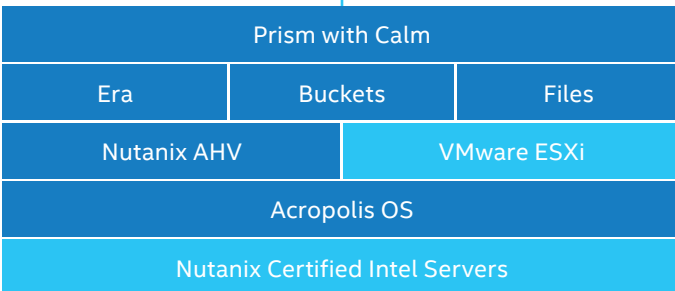 Prism with Calm
Era
Buckets
Files
Nutanix AHV
VMware ESXi
Acropolis OS
Nutanix Certified Intel Servers